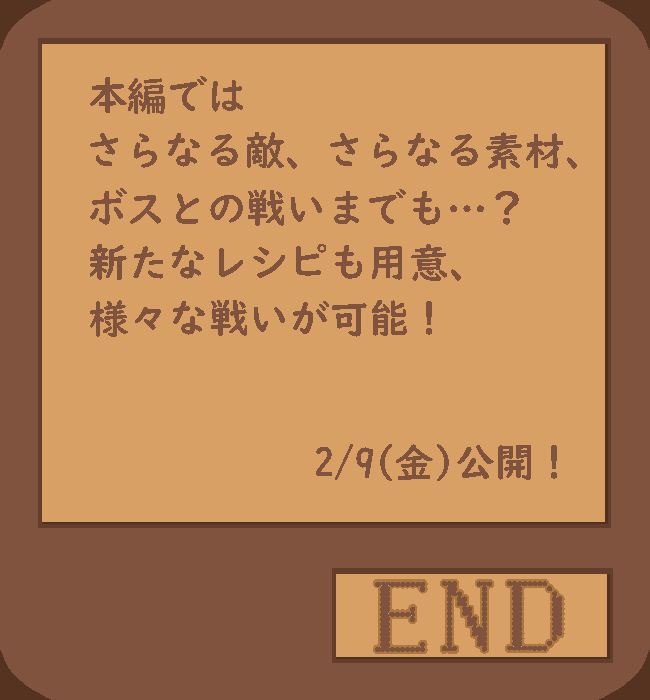 本編では
さらなる敵、さらなる素材、
ボスとの戦いまでも…？
新たなレシピも用意、
様々な戦いが可能！
2/9(金)公開！
END